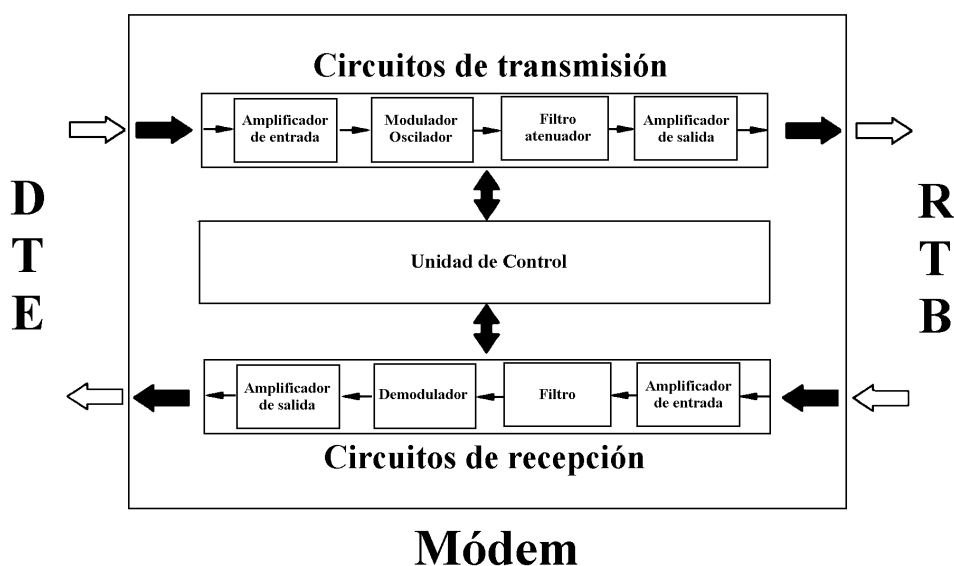 Circuitos de transmisión
Amplificador
de entrada
Modulador
Oscilador
Filtro
atenuador
Amplificador
de salida
D
T
E
R
T
B
Unidad de Control
Amplificador
de salida
Demodulador
Filtro
Amplificador
de entrada
Circuitos de recepción
Módem